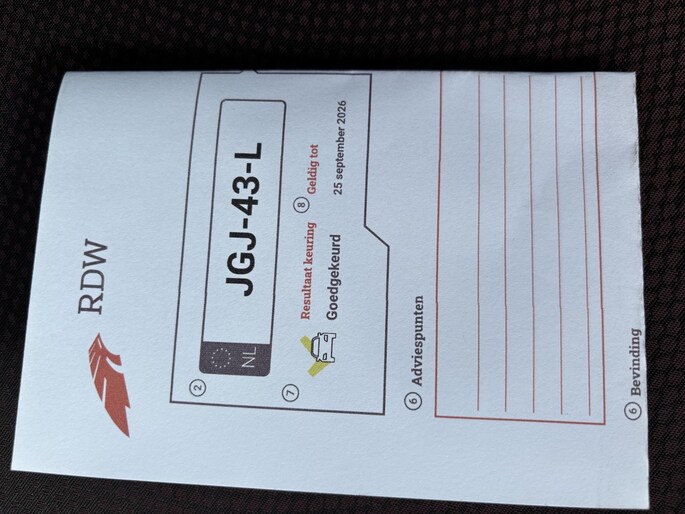 RDW
2
NL
JGJ-43-L
7
Resultaat keuring
Goedgekeurd
8
Geldig tot
25 september 2026
6 Adviespunten
6 Bevinding